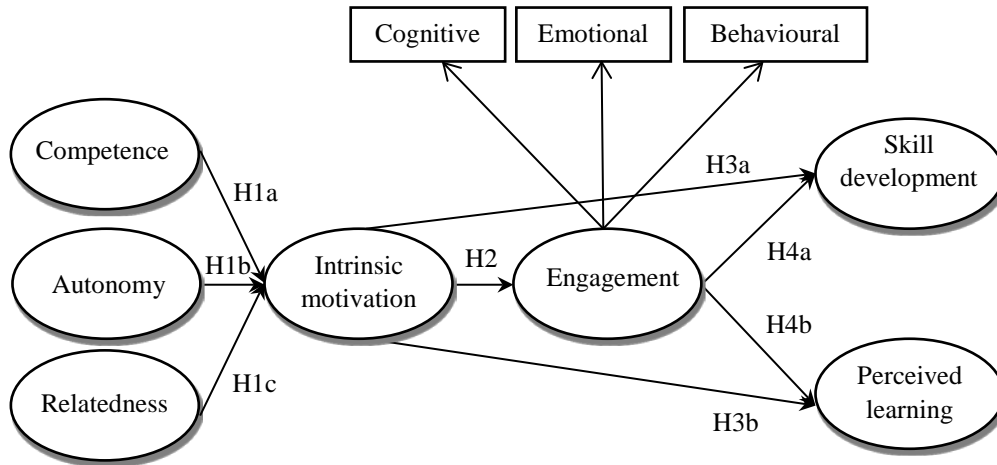 Cognitive
Emotional
Behavioural
Competence
Skill
development
H3a
H1a
H4a
Autonomy
H1b
Intrinsic
motivation
H2
Engagement
H4b
Relatedness
H1c
Perceived
learning
H3b